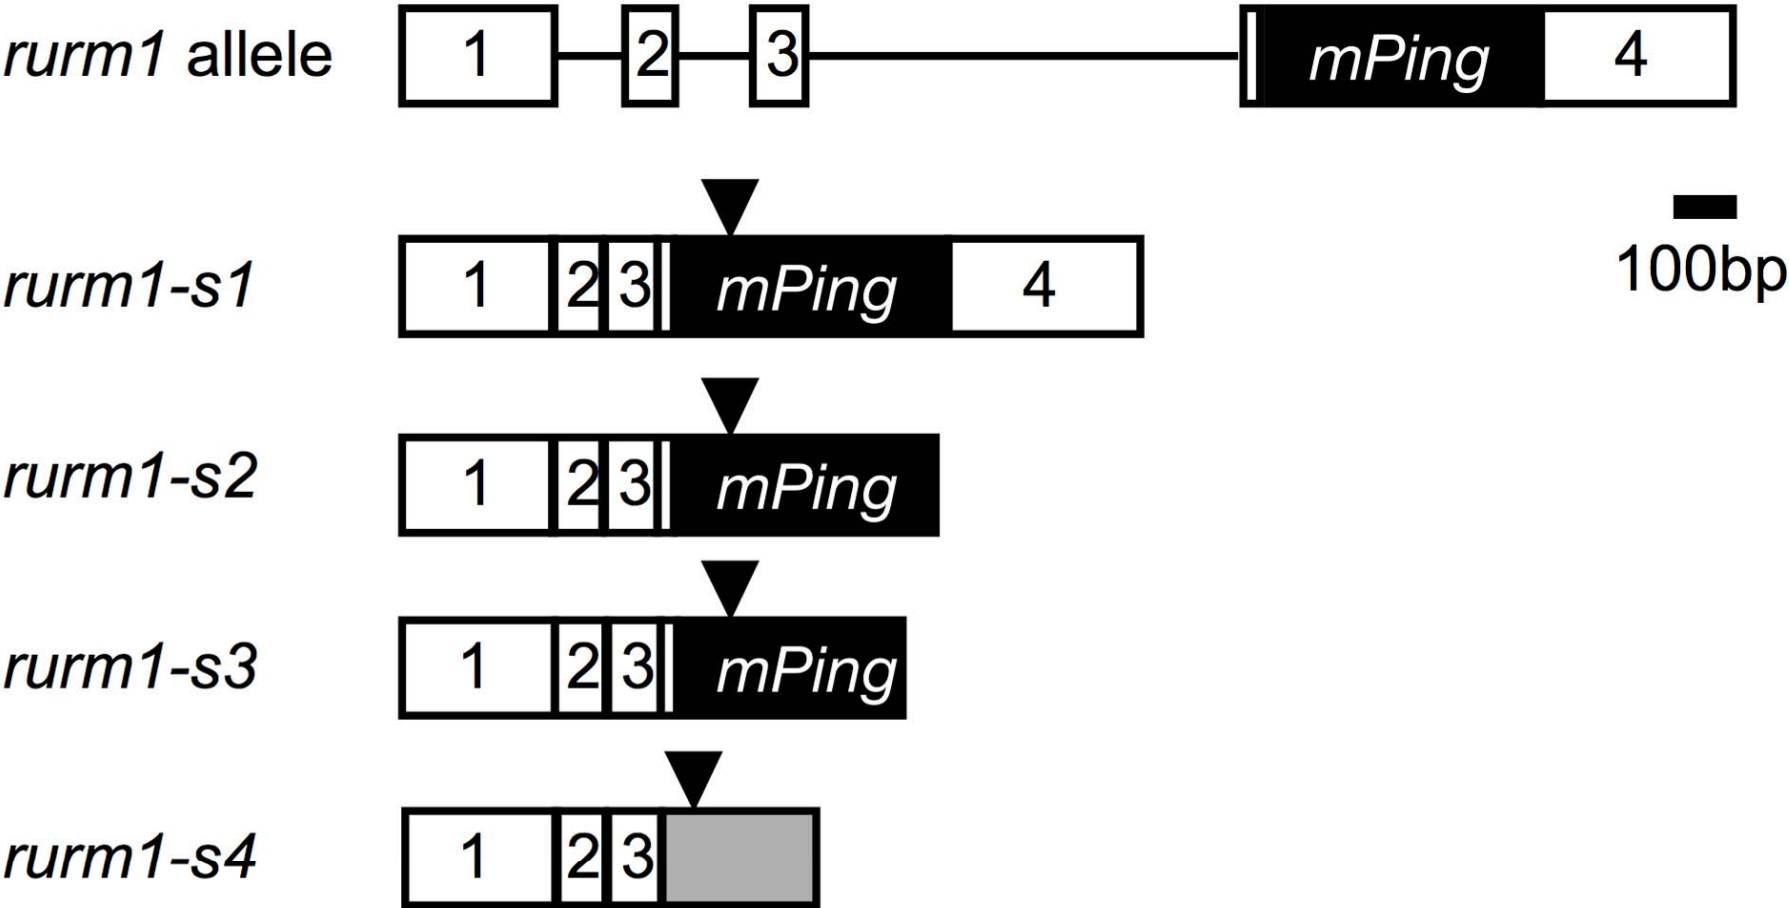 rurm1 allele 1 2 3 mPing 4
rurm1-s1 1 2 3 mPing 4
100bp
rurm1-s2 1 2 3 mPing
rurm1-s3 1 2 3 mPing
rurm1-s4 1 2 3